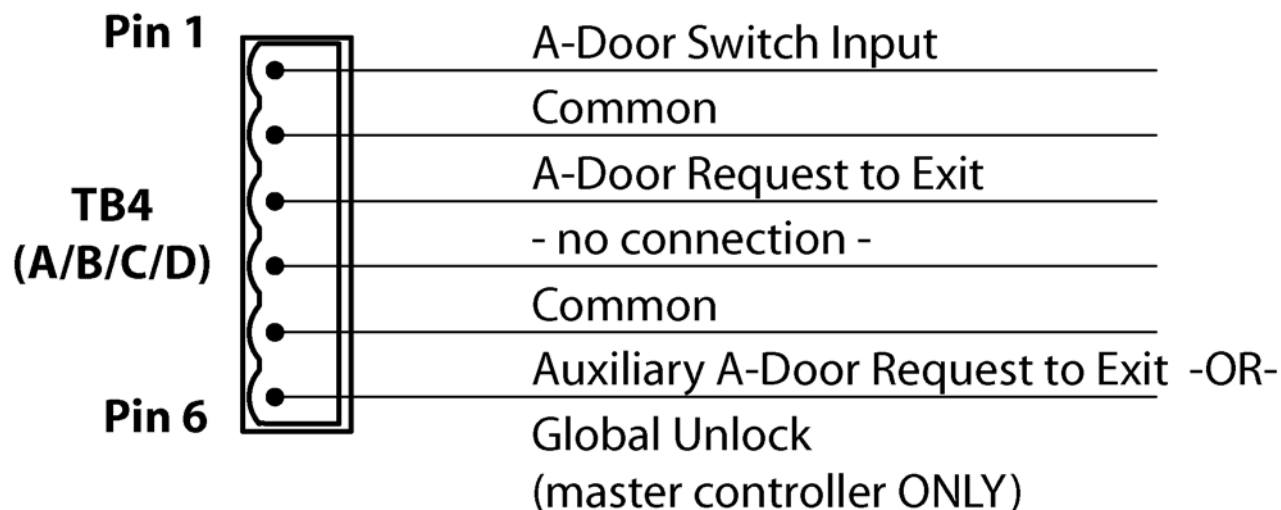 Pin 1
A-Door Switch Input
Common
A-Door Request to Exit
TB4
(A/B/C/D)
- no connection -
Common
Auxiliary A-Door Request to Exit -OR-
Pin 6
Global Unlock
(master controller ONLY)